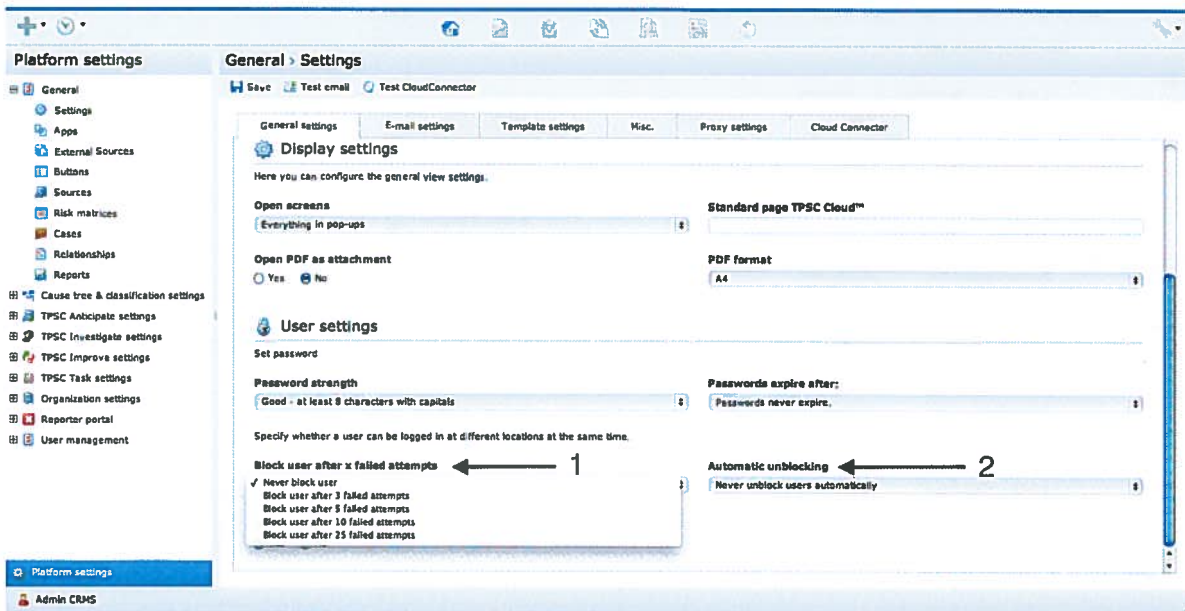 Platform settings
General › Settings
General
Settings
Apps
External Sources
Buttons
Sources
Risk matrices
Cases
Relationships
Reports
Cause tree & classification settings
TPSC Anticipate settings
TPSC Investigate settings
TPSC Improve settings
TPSC Task settings
Organization settings
Reporter portal
User management
Platform settings
Admin CRMS
Save Test email Test CloudConnector
General settings E-mail settings Template settings Misc. Proxy settings Cloud Connector
Display settings
Here you can configure the general view settings.
Open screens Standard page TPSC Cloud™
Everything in pop-ups
Open PDF as attachment PDF format
Yes No A4
User settings
Set password
Password strength Passwords expire after:
Good - at least 8 characters with capitals Passwords never expire.
Specify whether a user can be logged in at different locations at the same time.
Block user after x failed attempts 1 Automatic unblocking 2
✓ Never block user Never unblock users automatically
Block user after 3 failed attempts
Block user after 5 failed attempts
Block user after 10 failed attempts
Block user after 25 failed attempts